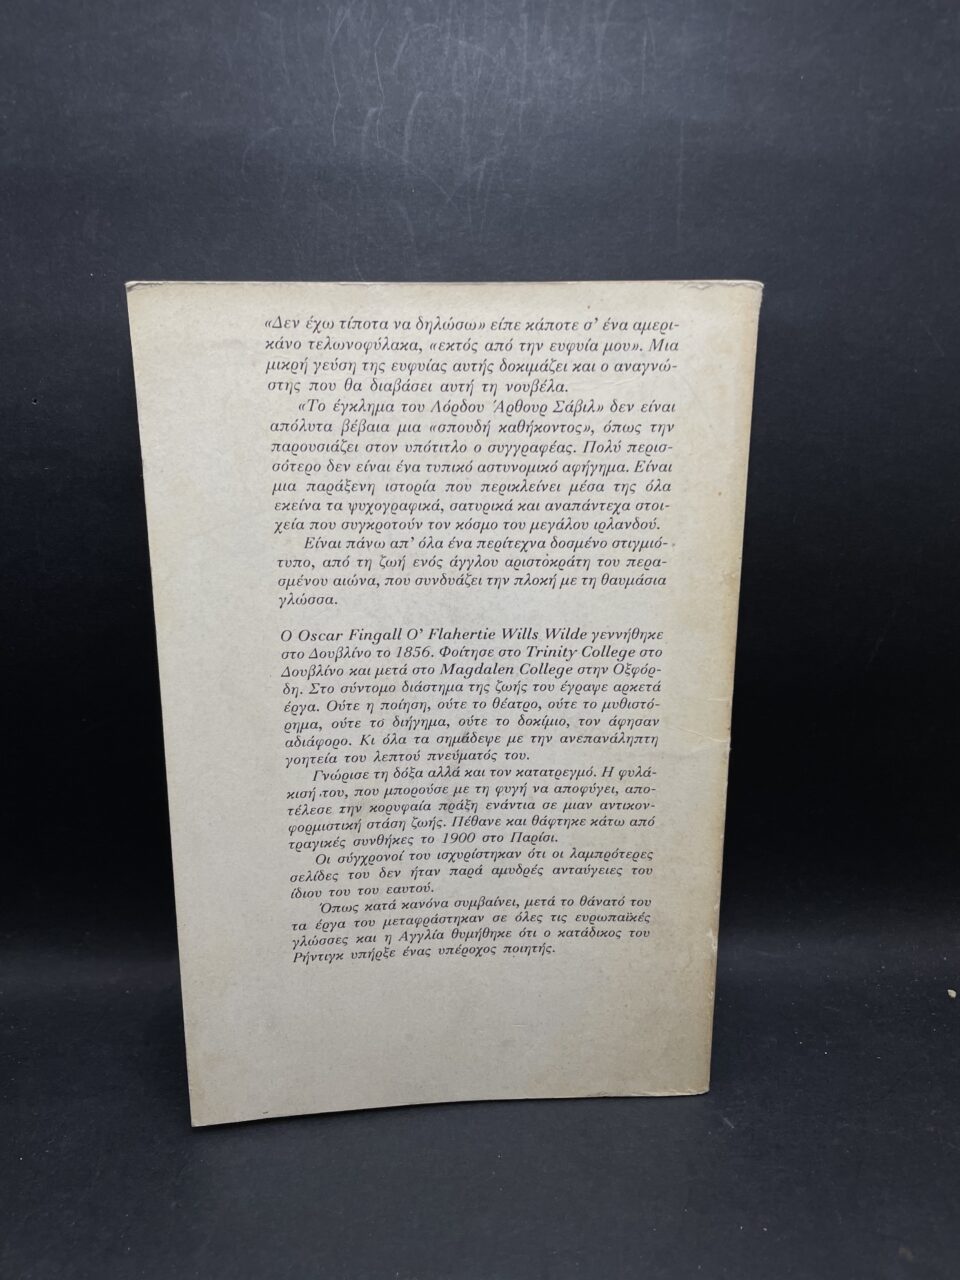 «Δεν έχω τίποτα να δηλώσω» είπε κάποτε σ' ένα αμερι-
κάνο τελωνοφύλακα, «εκτός από την ευφυία μου». Μια
μικρή γεύση της ευφυίας αυτής δοκιμάζει και ο αναγνώ-
στης που θα διαβάσει αυτή τη νουβέλα.
«Το έγκλημα του Λόρδου Άρθουρ Σάβιλ» δεν είναι
απόλυτα βέβαια μια «σπουδή καθήκοντος», όπως την
παρουσιάζει στον υπότιτλο ο συγγραφέας. Πολύ περισ-
σότερο δεν είναι ένα τυπικό αστυνομικό αφήγημα. Είναι
μια παράξενη ιστορία που περικλείνει μέσα της όλα
εκείνα τα ψυχογραφικά, σατυρικά και αναπάντεχα στοι-
χεία που συγκροτούν τον κόσμο του μεγάλου ιρλανδού.
Είναι πάνω απ' όλα ένα περίτεχνα δοσμένο στιγμιό-
τυπο, από τη ζωή ενός άγγλου αριστοκράτη του περα-
σμένου αιώνα, που συνδυάζει την πλοκή με τη θαυμάσια
γλώσσα.
Ο Oscar Fingall O' Flahertie Wills Wilde γεννήθηκε
στο Δουβλίνο το 1856. Φοίτησε στο Trinity College στο
Δουβλίνο και μετά στο Magdalen College στην Οξφόρ-
δη. Στο σύντομο διάστημα της ζωής του έγραψε αρκετά
έργα. Ούτε η ποίηση, ούτε το θέατρο, ούτε το μυθιστό-
ρημα, ούτε το διήγημα, ούτε το δοκίμιο, τον άφησαν
αδιάφορο. Κι όλα τα σημάδεψε με την ανεπανάληπτη
γοητεία του λεπτού πνεύματός του.
Γνώρισε τη δόξα αλλά και τον κατατρεγμό. Η φυλά-
κισή του, που μπορούσε με τη φυγή να αποφύγει, απο-
τέλεσε την κορυφαία πράξη ενάντια σε μιαν αντικον-
φορμιστική στάση ζωής. Πέθανε και θάφτηκε κάτω από
τραγικές συνθήκες το 1900 στο Παρίσι.
Οι σύγχρονοί του ισχυρίστηκαν ότι οι λαμπρότερες
σελίδες του δεν ήταν παρά αμυδρές ανταύγειες του
ίδιου του του εαυτού.
Όπως κατά κανόνα συμβαίνει, μετά το θάνατό του
τα έργα του μεταφράστηκαν σε όλες τις ευρωπαϊκές
γλώσσες και η Αγγλία θυμήθηκε ότι ο κατάδικος του
Ρήντιγκ υπήρξε ένας υπέροχος ποιητής.